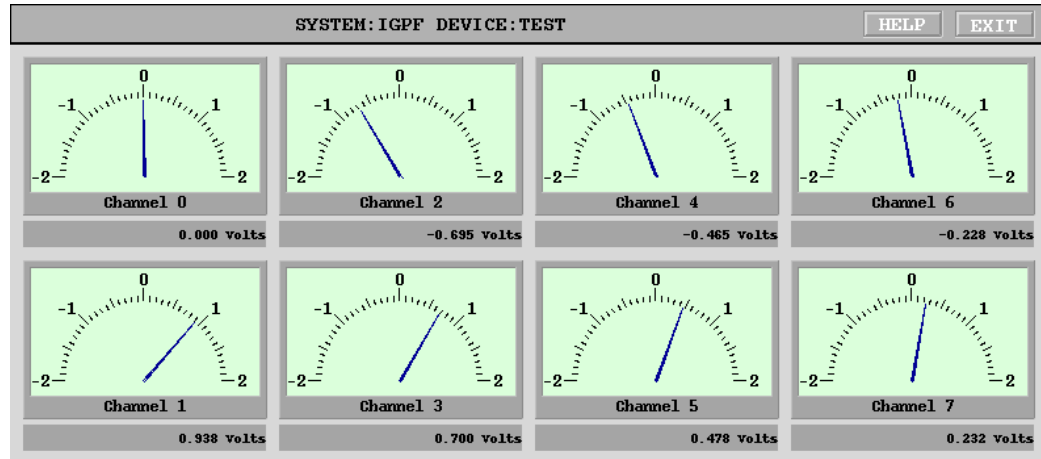 SYSTEM:IGPF DEVICE:TEST HELP EXIT
0 0 0 0
-1 1 -1 1 -1 1 -1 1
-2 2 -2 2 -2 2 -2 2
Channel 0 Channel 2 Channel 4 Channel 6
0.000 Volts -0.695 Volts -0.465 Volts -0.228 Volts
0 0 0 0
-1 1 -1 1 -1 1 -1 1
-2 2 -2 2 -2 2 -2 2
Channel 1 Channel 3 Channel 5 Channel 7
0.938 Volts 0.700 Volts 0.478 Volts 0.232 Volts